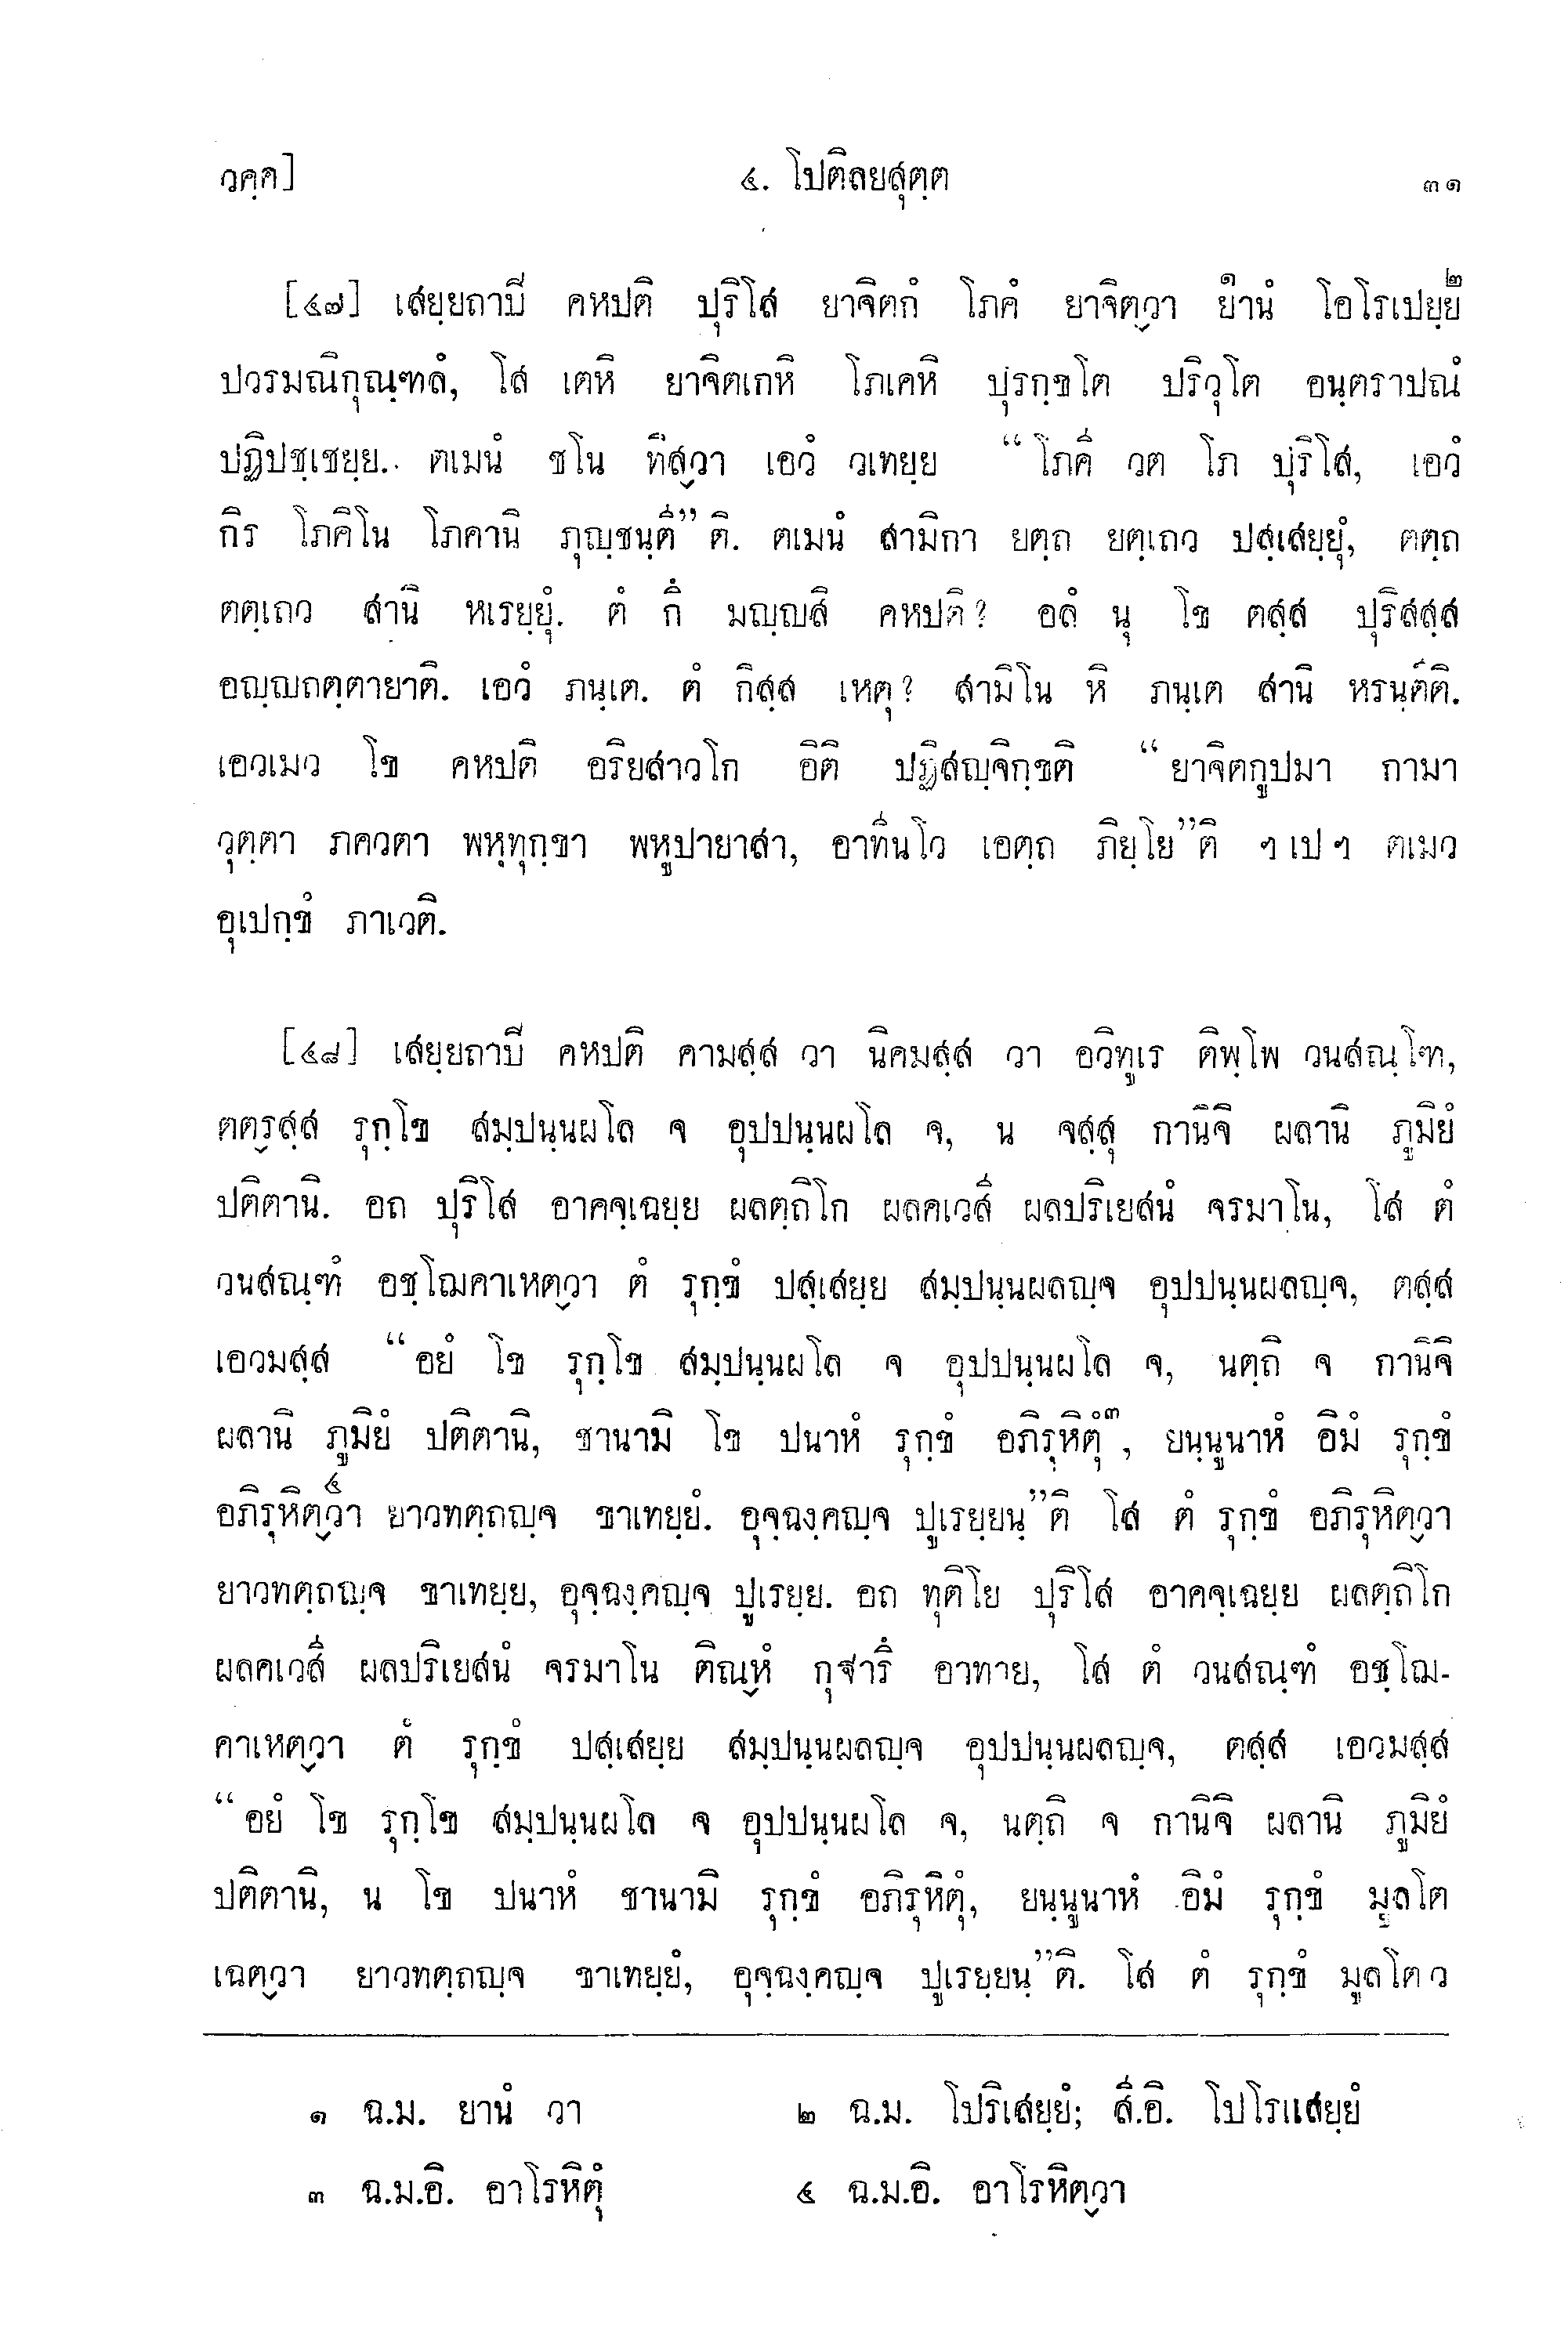 วคฺค]	๔. โปตลิยสุตฺต	๓๑
[๔๗] เสยฺยถาปิ คหปติ ปุริโส ยาจิตกํ โภคํ ยาจิตฺวา ยานํ๑ โอโรเปยฺยํ๒
ปวรมณิกุณฺฑลํ, โส เตหิ ยาจิตเกหิ โภเคหิ ปุรกฺขโต ปริวุโต อนฺตราปณํ
ปฏิปชฺเชยฺย. ตเมนํ ชโน ทิสฺวา เอวํ วเทยฺย “โภคี วต โภ ปุริโส, เอวํ
กิร โภคิโน โภคานิ ภุญฺชนฺตี”ติ. ตเมนํ สามิกา ยตฺถ ยตฺเถว ปสฺเสยฺยุํ, ตตฺถ
ตตฺเถว สานิ หเรยฺยุํ. ตํ กึ มญฺญสิ คหปติ? อลํ นุ โข ตสฺส ปุริสสฺส
อญฺญถตฺตายาติ. เอวํ ภนฺเต. ตํ กิสฺส เหตุ? สามิโน หิ ภนฺเต สานิ หรนฺตีติ.
เอวเมว โข คหปติ อริยสาวโก อิติ ปฏิสญฺจิกฺขติ “ยาจิตกูปมา กามา
วุตฺตา ภควตา พหุทุกฺขา พหูปายาสา, อาทีนโว เอตฺถ ภิยฺโย”ติ ฯ เป ฯ ตเมว
อุเปกฺขํ ภาเวติ.
[๔๘] เสยฺยถาปิ คหปติ คามสฺส วา นิคมสฺส วา อวิทูเร ติพฺโพ วนสณฺโฑ,
ตตฺรสฺส รุกฺโข สมฺปนฺนผโล จ อุปปนฺนผโล จ, น จสฺสุ กานิจิ ผลานิ ภูมิยํ
ปติตานิ. อถ ปุริโส อาคจฺเฉยฺย ผลตฺถิโก ผลคเวสี ผลปริเยสนํ จรมาโน, โส ตํ
วนสณฺฑํ อชฺโฌคาเหตฺวา ตํ รุกฺขํ ปสฺเสยฺย สมฺปนฺนผลญฺจ อุปปนฺนผลญฺจ, ตสฺส
เอวมสฺส “อยํ โข รุกฺโข สมฺปนฺนผโล จ อุปปนฺนผโล จ, นตฺถิ จ กานิจิ
ผลานิ ภูมิยํ ปติตานิ, ชานามิ โข ปนาหํ รุกฺขํ อภิรุหิตุํ๓, ยนฺนูนาหํ อิมํ รุกฺขํ
อภิรุหิตฺวา๔ ยาวทตฺถญฺจ ขาเทยฺยํ. อุจฺฉงฺคญฺจ ปูเรยฺยนฺ”ติ โส ตํ รุกฺขํ อภิรุหิตฺวา
ยาวทตฺถญฺจ ขาเทยฺย, อุจฺฉงฺคญฺจ ปูเรยฺย. อถ ทุติโย ปุริโส อาคจฺเฉยฺย ผลตฺถิโก
ผลคเวสี ผลปริเยสนํ จรมาโน ติณฺหํ กุฐารึ อาทาย, โส ตํ วนสณฺฑํ อชฺโฌ-
คาเหตฺวา ตํ รุกฺขํ ปสฺเสยฺย สมฺปนฺนผลญฺจ อุปปนฺนผลญฺจ, ตสฺส เอวมสฺส
“อยํ โข รุกฺโข สมฺปนฺนผโล จ อุปปนฺนผโล จ, นตฺถิ จ กานิจิ ผลานิ ภูมิยํ
ปติตานิ, น โข ปนาหํ ชานามิ รุกฺขํ อภิรุหิตุํ, ยนฺนูนาหํ อิมํ รุกฺขํ มูลโต
เฉตฺวา ยาวทตฺถญฺจ ขาเทยฺยํ, อุจฺฉงฺคญฺจ ปูเรยฺยนฺ”ติ. โส ตํ รุกฺขํ มูลโต ว
๑ ฉ.ม. ยานํ วา	๒ ฉ.ม. โปริเสยฺยํ; สี.อิ. โปโรเสยฺยํ
๓ ฉ.ม.อิ. อาโรหิตุํ	๔ ฉ.ม.อิ. อาโรหิตฺวา